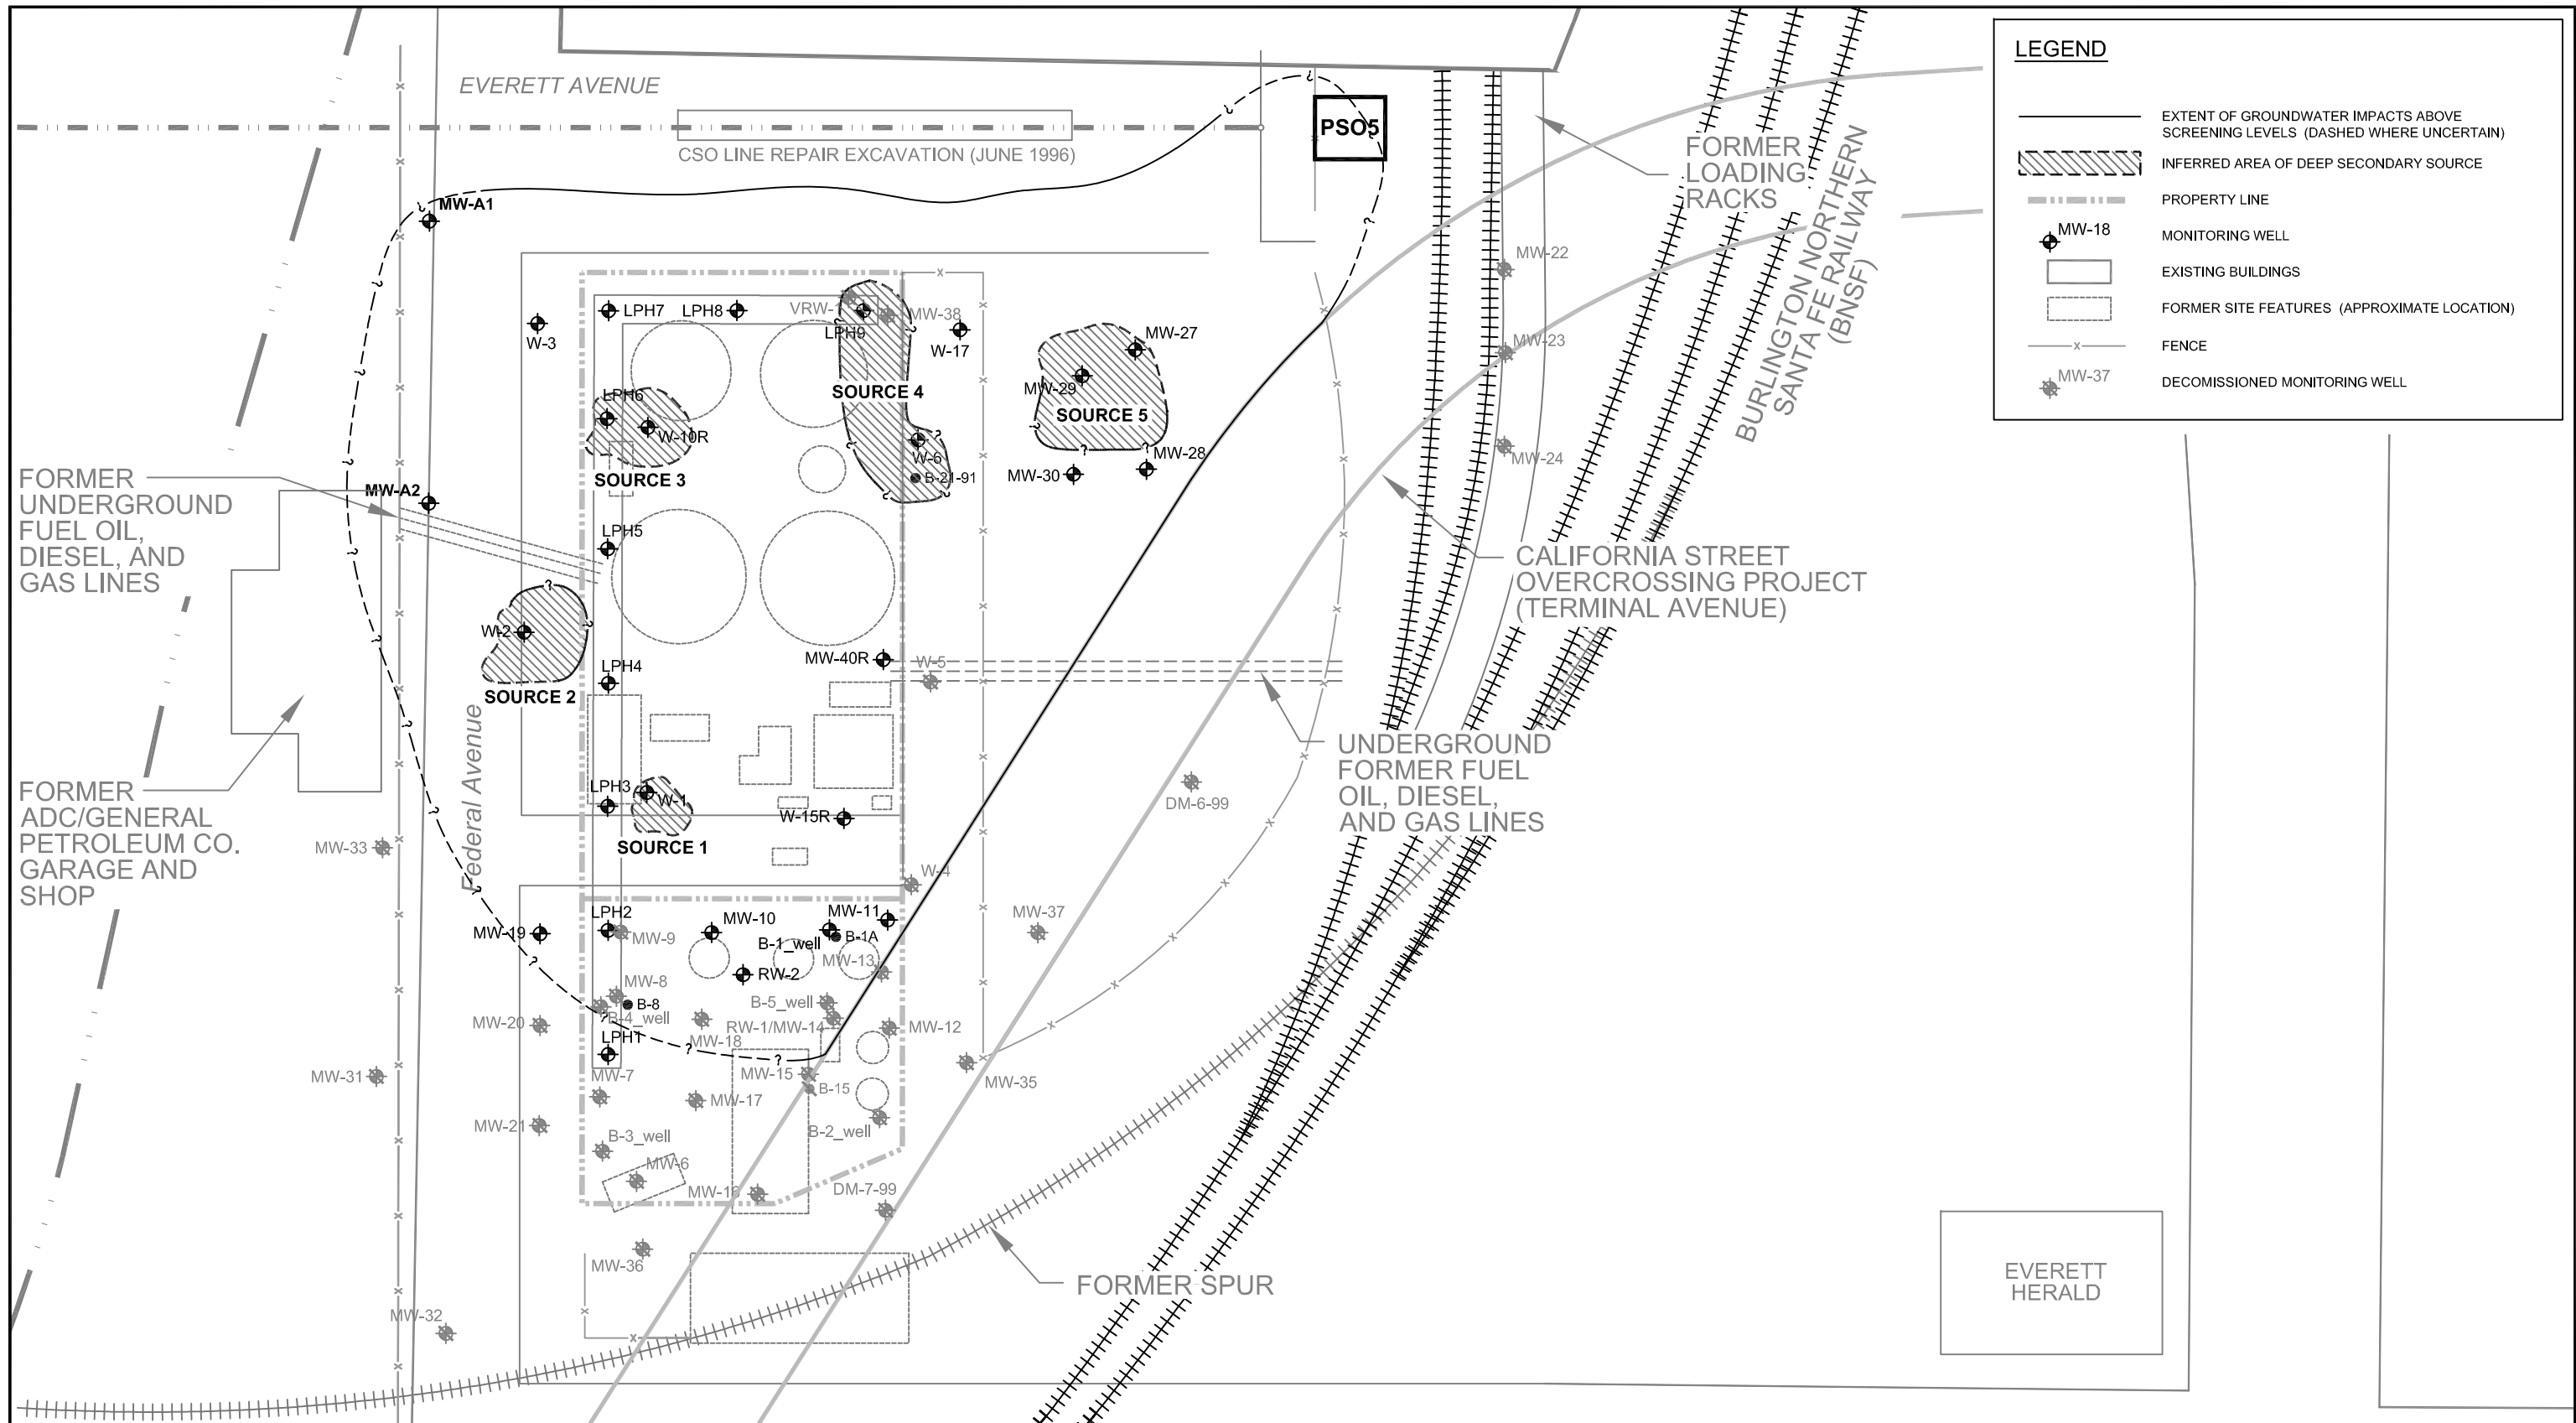 EVERETT AVENUE
CSO LINE REPAIR EXCAVATION (JUNE 1996)
PSO5
FORMER
LOADING
RACKS
BURLINGTON NORTHERN
SANTA FE RAILWAY
(BNSF)
LEGEND
EXTENT OF GROUNDWATER IMPACTS ABOVE
SCREENING LEVELS (DASHED WHERE UNCERTAIN)
INFERRED AREA OF DEEP SECONDARY SOURCE
PROPERTY LINE
MW-18
MONITORING WELL
EXISTING BUILDINGS
FORMER SITE FEATURES (APPROXIMATE LOCATION)
x
FENCE
MW-37
DECOMISSIONED MONITORING WELL
MW-A1
MW-22
W-3
LPH7
LPH8
VRW-1
LPH9
MW-38
W-17
MW-27
MW-23
MW-29
SOURCE 4
SOURCE 5
LPH6
W-10R
SOURCE 3
W-6
B-21-91
MW-30
MW-28
MW-24
FORMER
UNDERGROUND
FUEL OIL,
DIESEL, AND
GAS LINES
MW-A2
LPH5
CALIFORNIA STREET
OVERCROSSING PROJECT
(TERMINAL AVENUE)
W-2
SOURCE 2
LPH4
MW-40R
W-5
Federal Avenue
UNDERGROUND
FORMER FUEL
OIL, DIESEL,
AND GAS LINES
DM-6-99
FORMER
ADC/GENERAL
PETROLEUM CO.
GARAGE AND
SHOP
LPH3
W-1
W-15R
SOURCE 1
MW-33
W-4
MW-19
LPH2
MW-9
MW-10
MW-11
B-1_well
B-1A
MW-37
RW-2
MW-13
MW-8
B-8
B-4_well
B-5_well
MW-20
RW-1/MW-14
MW-12
LPH1
MW-18
MW-31
MW-7
MW-15
B-15
MW-35
MW-17
MW-21
B-3_well
B-2_well
MW-6
MW-16
DM-7-99
MW-36
FORMER SPUR
MW-32
EVERETT
HERALD